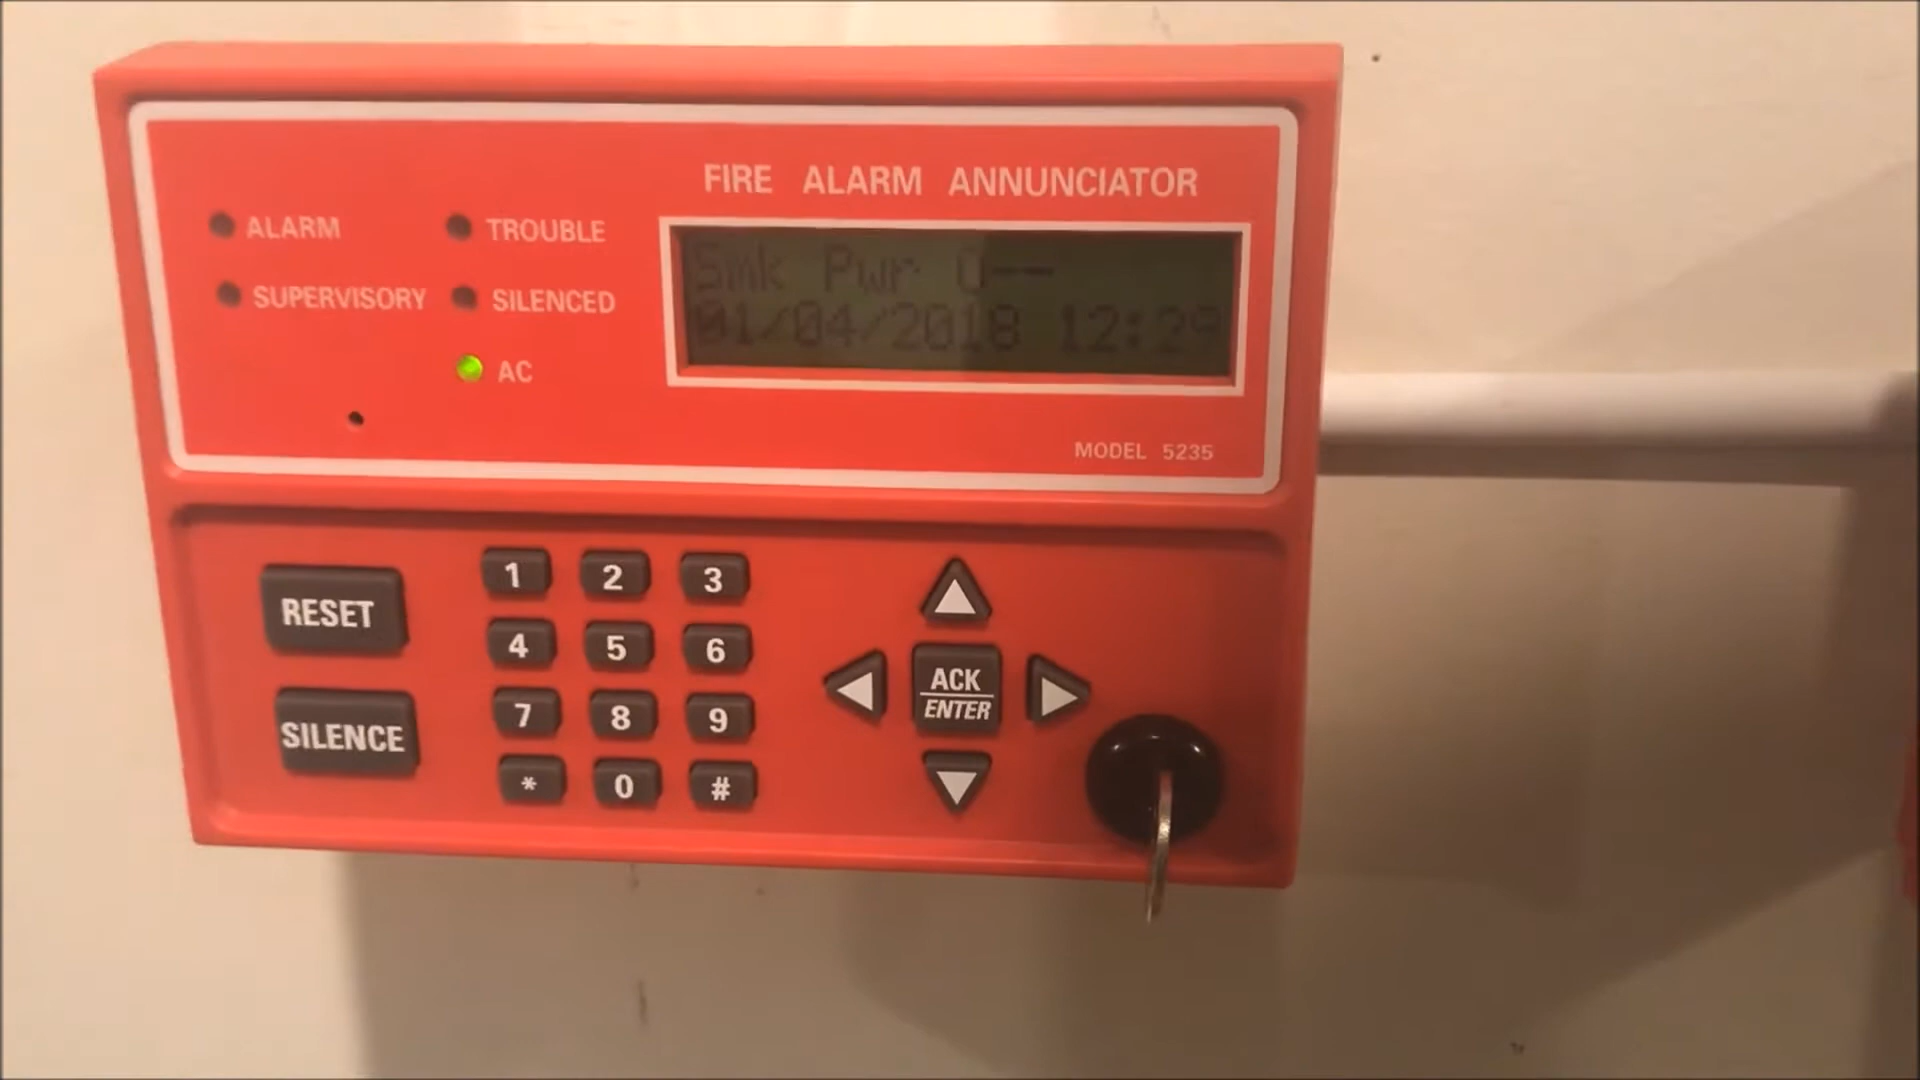 FIRE ALARM ANNUNCIATOR
ALARM
TROUBLE
SUPERVISORY
SILENCED
AC
Smk Pwr O--
01/04/2018 12:29
MODEL 5235
RESET
SILENCE
1 2 3
4 5 6
7 8 9
* 0 #
ACK
ENTER